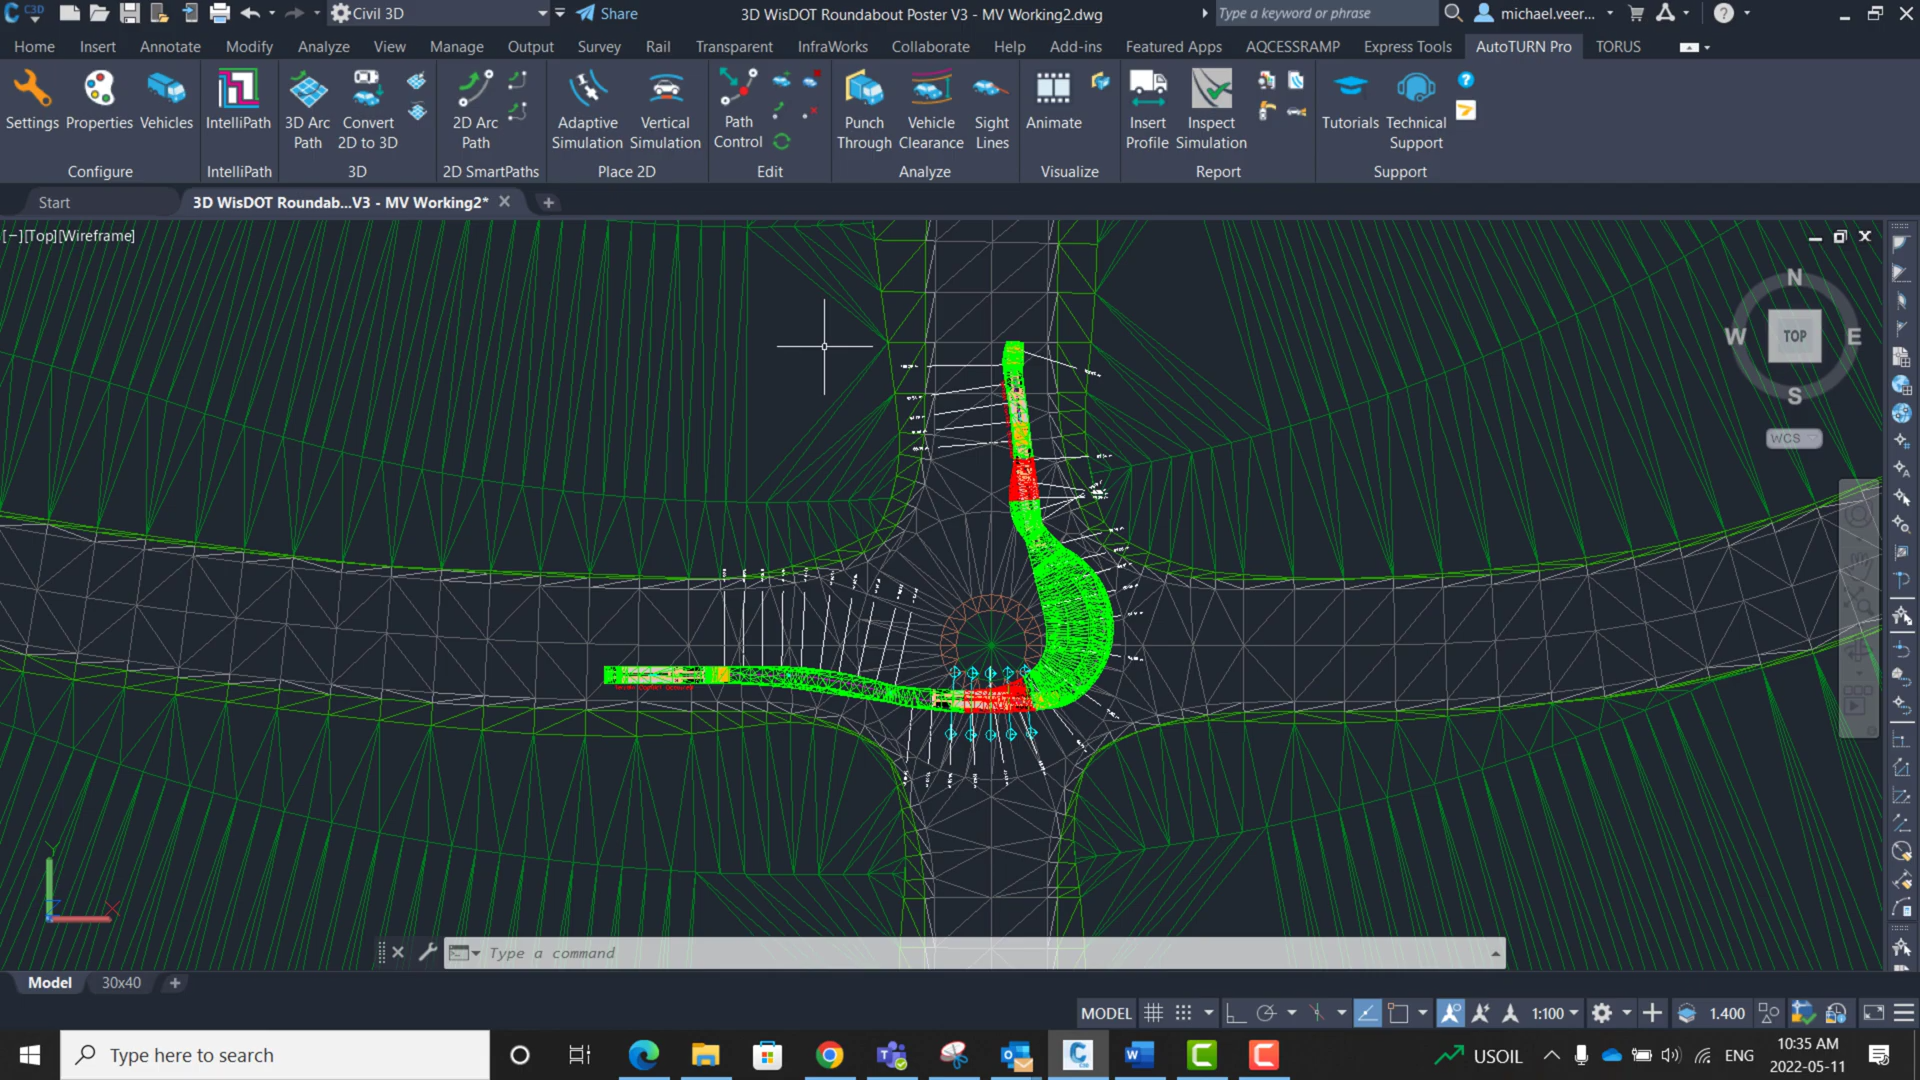 C3D
Civil 3D
Share
3D WisDOT Roundabout Poster V3 - MV Working2.dwg
Type a keyword or phrase
michael.veer...
Home Insert Annotate Modify Analyze View Manage Output Survey Rail Transparent InfraWorks Collaborate Help Add-ins Featured Apps AQCESSRAMP Express Tools AutoTURN Pro TORUS
Settings Properties Vehicles IntelliPath 3D Arc Path Convert 2D to 3D 2D Arc Path Adaptive Simulation Vertical Simulation Path Control Punch Through Vehicle Clearance Sight Lines Animate Insert Profile Inspect Simulation Tutorials Technical Support
Configure IntelliPath 3D 2D SmartPaths Place 2D Edit Analyze Visualize Report Support
Start 3D WisDOT Roundab...V3 - MV Working2*
[−][Top][Wireframe]
N
W TOP E
S
WCS
Y
X
Type a command
Model 30x40
MODEL 1:100 1.400
Type here to search
USOIL
ENG
10:35 AM
2022-05-11